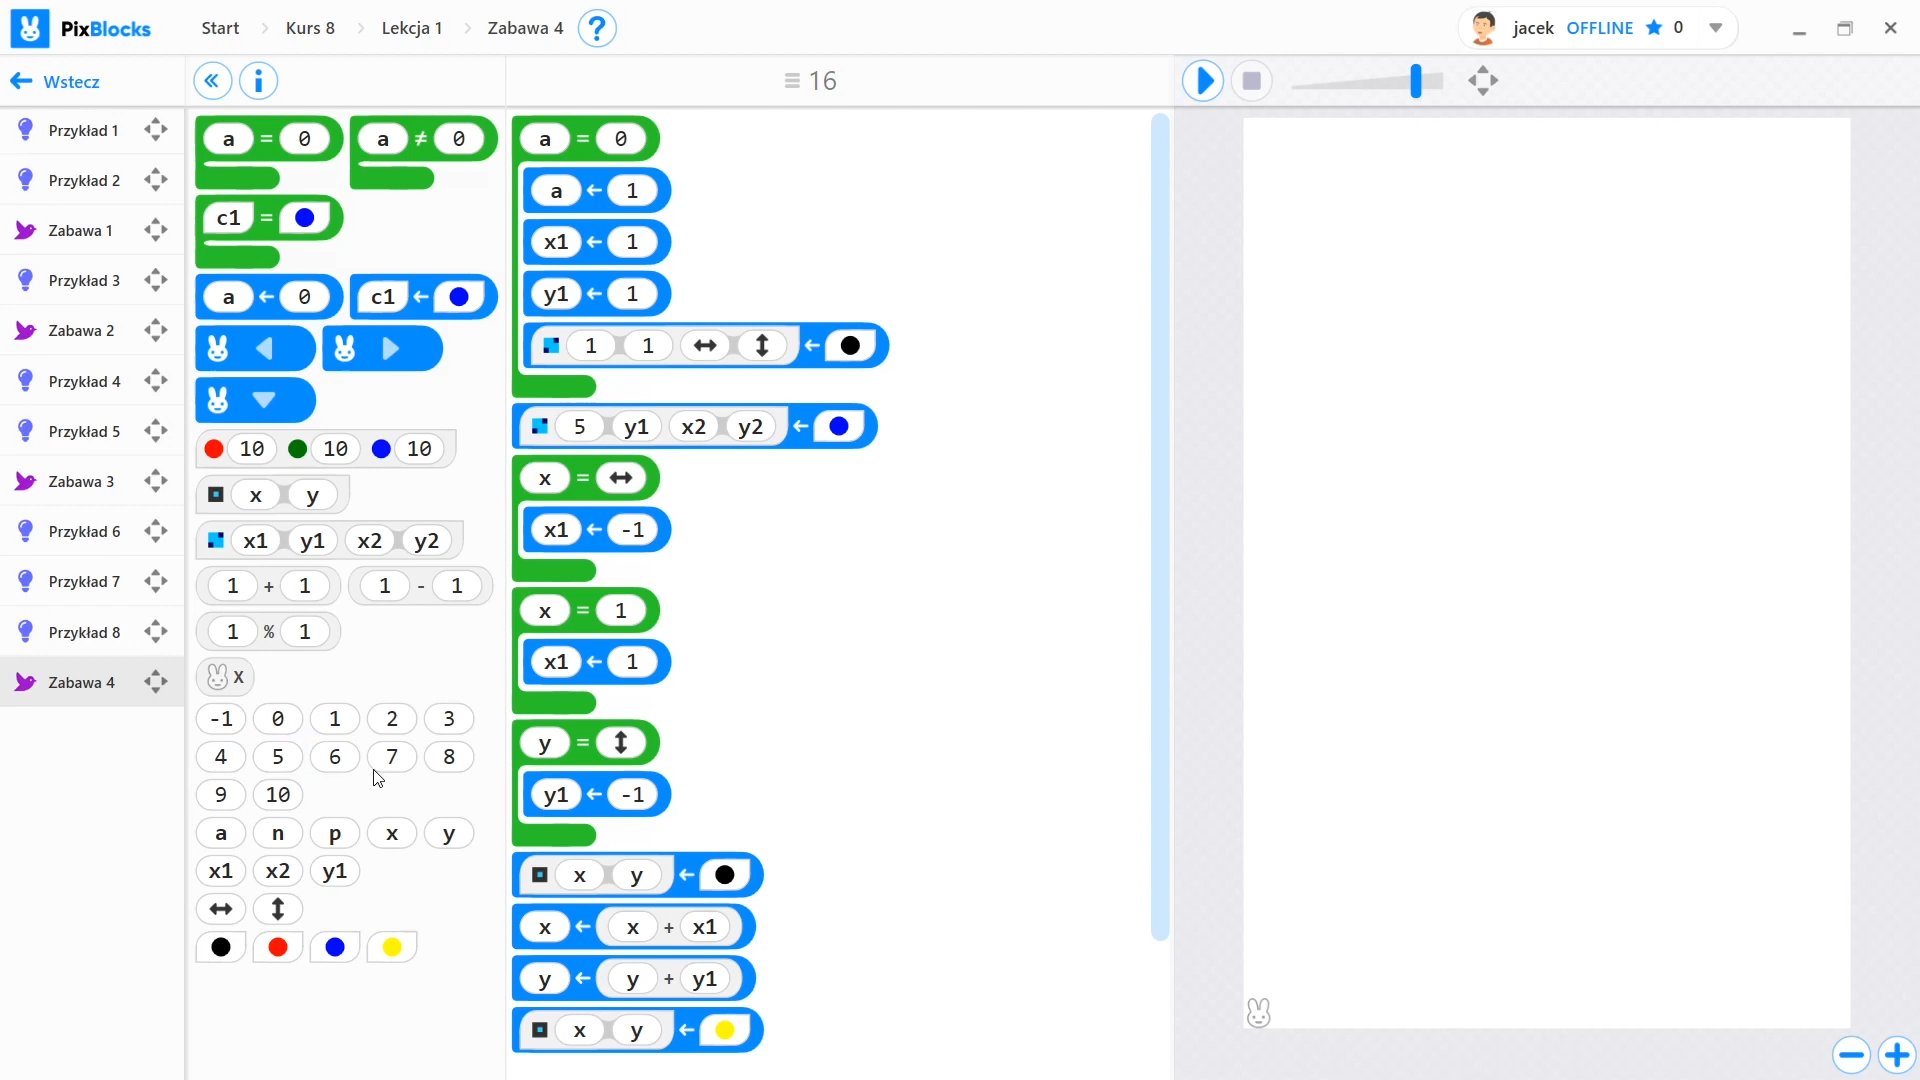 PixBlocks Start Kurs 8 Lekcja 1 Zabawa 4 ? jacek OFFLINE 0
Wstecz i 16
Przykład 1
Przykład 2
Zabawa 1
Przykład 3
Zabawa 2
Przykład 4
Przykład 5
Zabawa 3
Przykład 6
Przykład 7
Przykład 8
Zabawa 4
a = 0 a ≠ 0
c1 =
a ← 0 c1 ←
10 10 10
x y
x1 y1 x2 y2
1 + 1 1 - 1
1 % 1
X
-1 0 1 2 3
4 5 6 7 8
9 10
a n p x y
x1 x2 y1
a = 0
a ← 1
x1 ← 1
y1 ← 1
1 1 ↔ ↕ ←
5 y1 x2 y2 ←
x = ↔
x1 ← -1
x = 1
x1 ← 1
y = ↕
y1 ← -1
x y ←
x ← x + x1
y ← y + y1
x y ←